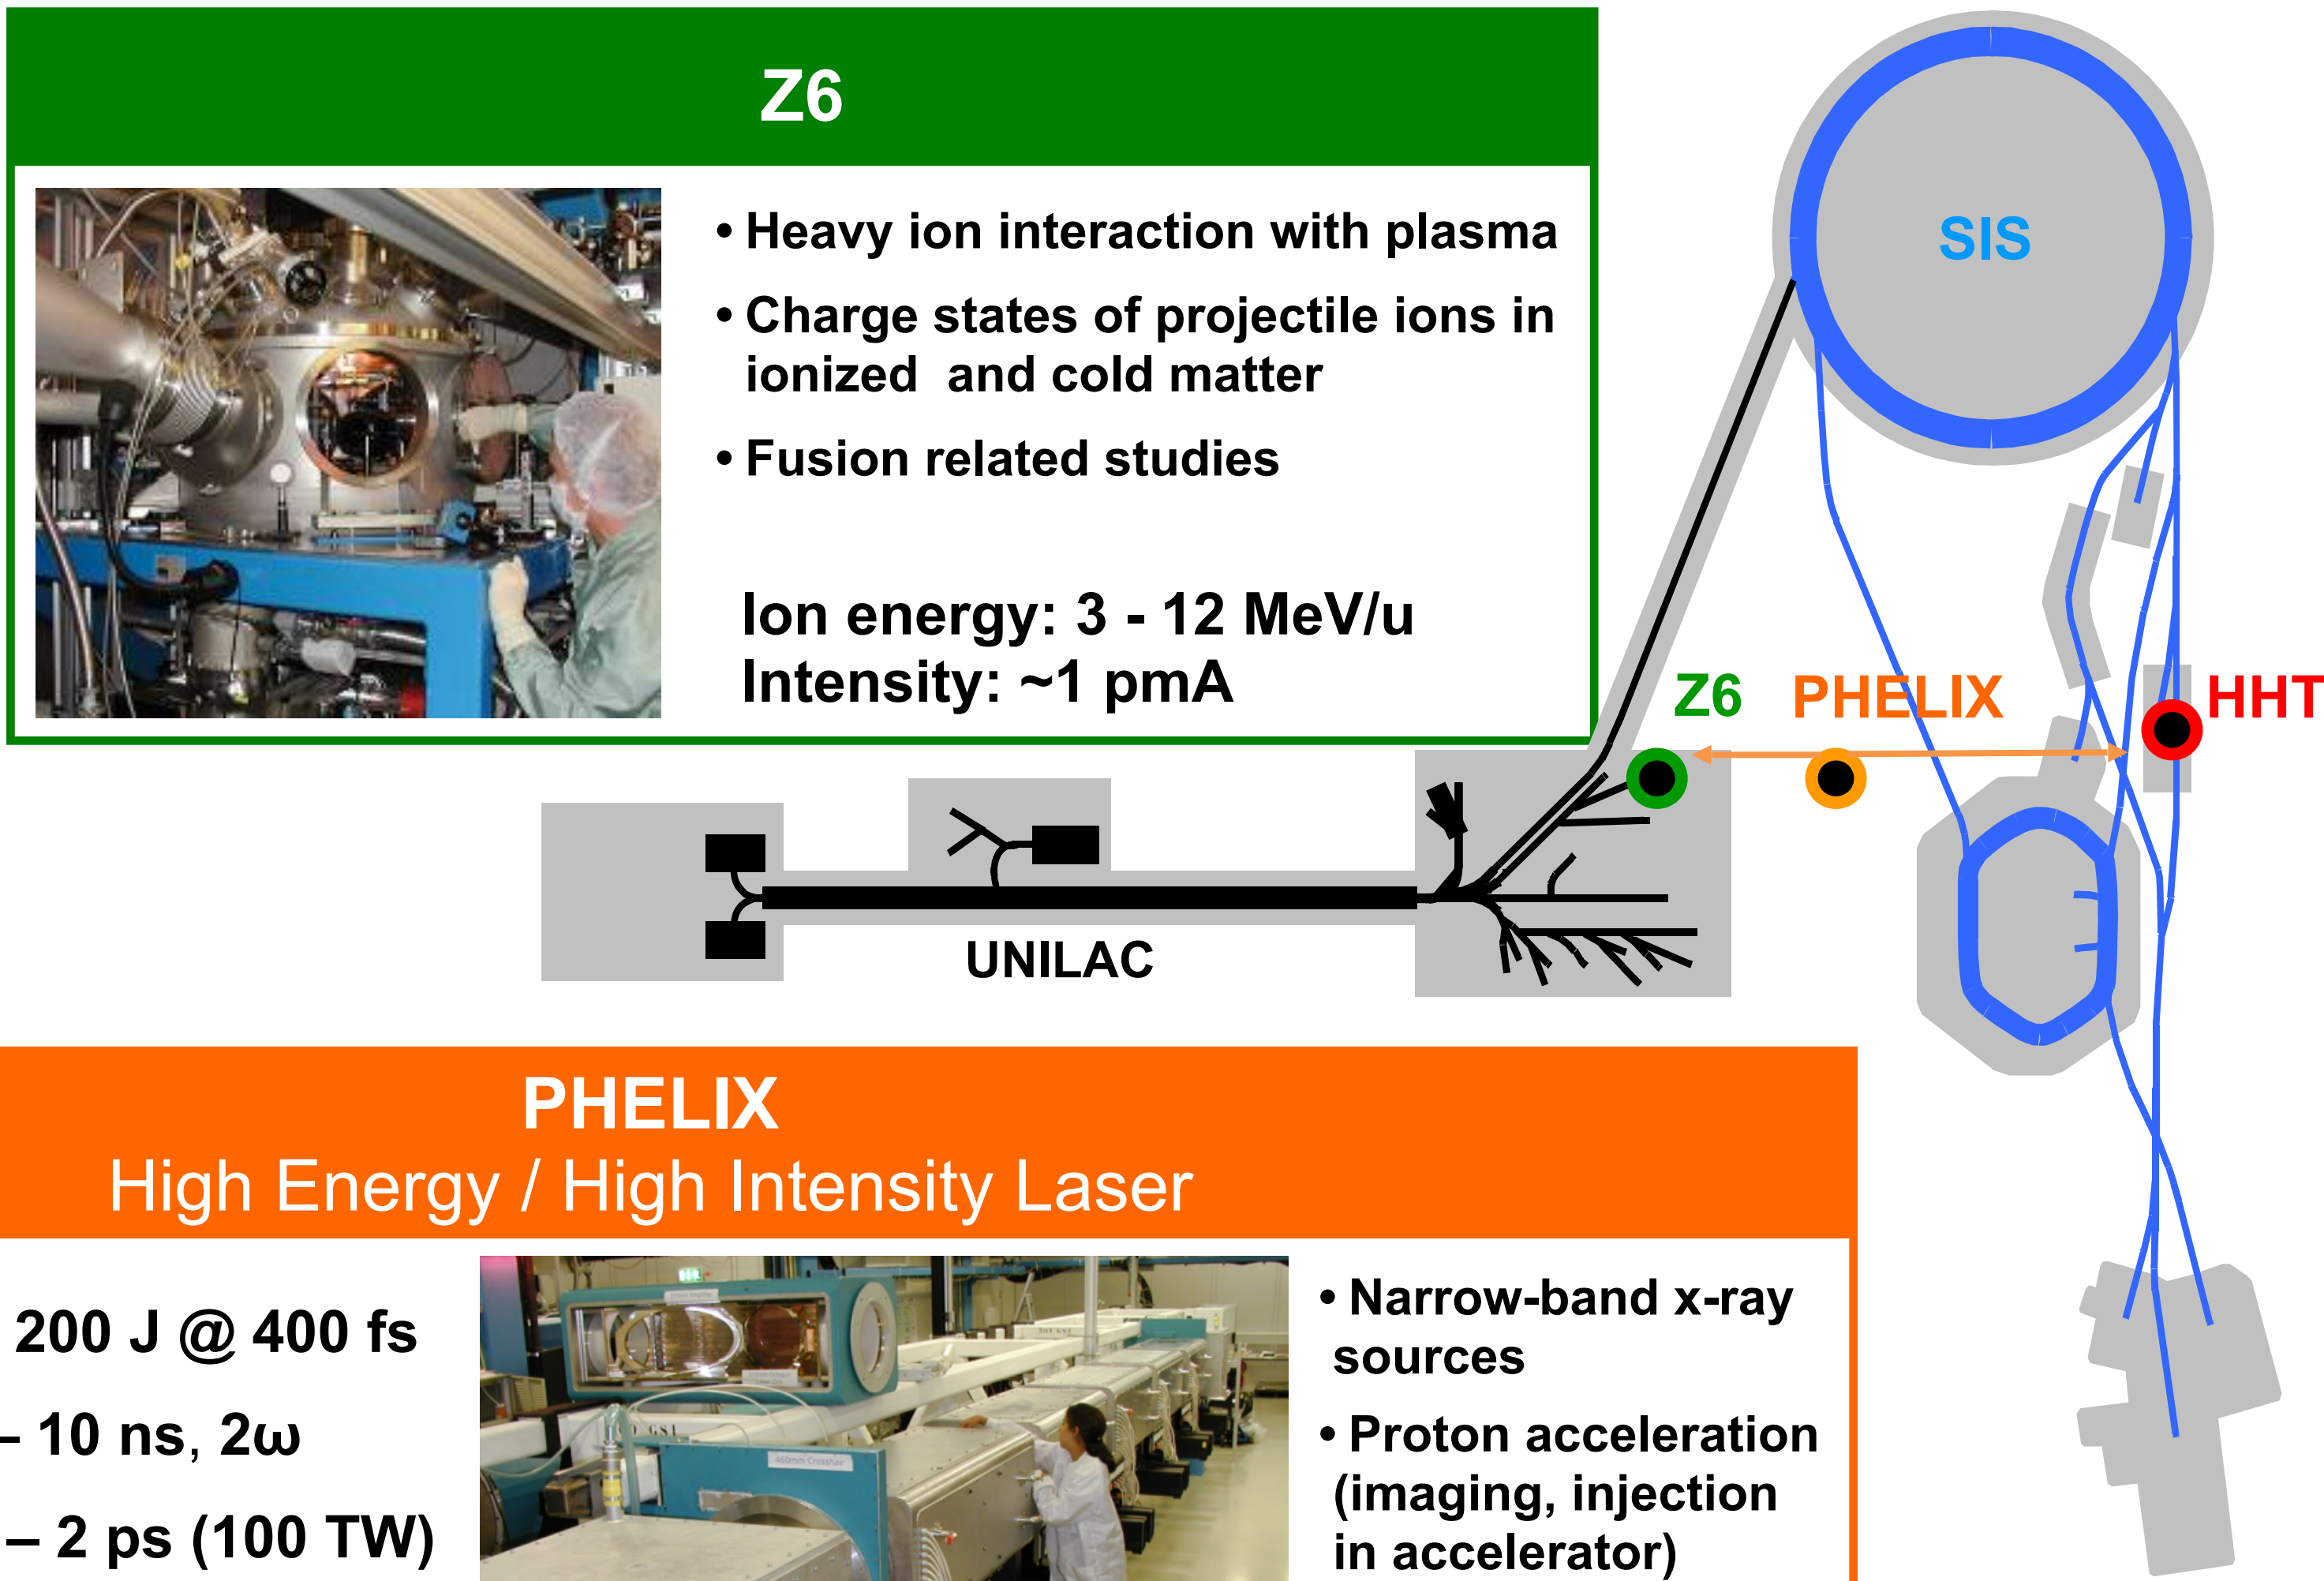 Z6
• Heavy ion interaction with plasma
• Charge states of projectile ions in
ionized and cold matter
• Fusion related studies
Ion energy: 3 - 12 MeV/u
Intensity: ~1 pmA
SIS
Z6
PHELIX
HHT
UNILAC
PHELIX
High Energy / High Intensity Laser
200 J @ 400 fs
– 10 ns, 2ω
– 2 ps (100 TW)
460mm Crosshair
• Narrow-band x-ray
sources
• Proton acceleration
(imaging, injection
in accelerator)